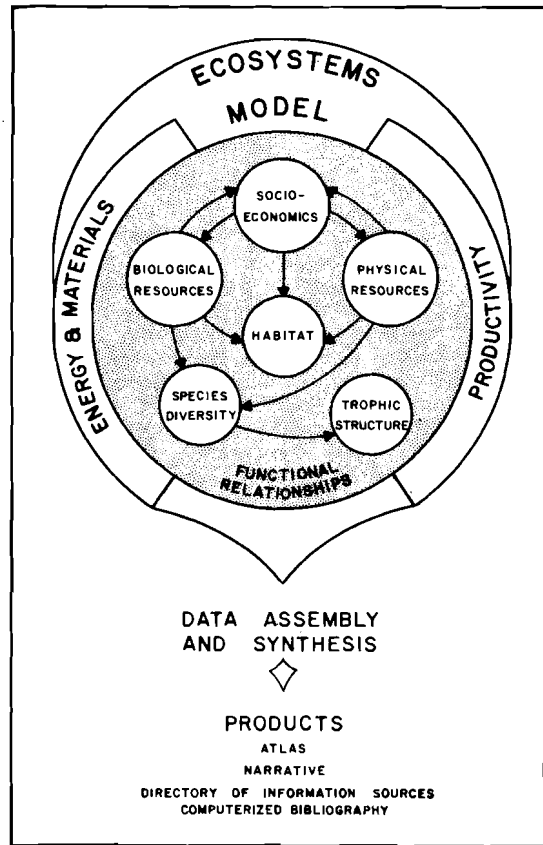 ECOSYSTEMS
MODEL
ENERGY & MATERIALS
PRODUCTIVITY
SOCIO-
ECONOMICS
BIOLOGICAL
RESOURCES
PHYSICAL
RESOURCES
HABITAT
SPECIES
DIVERSITY
TROPHIC
STRUCTURE
FUNCTIONAL
RELATIONSHIPS
DATA ASSEMBLY
AND SYNTHESIS
PRODUCTS
ATLAS
NARRATIVE
DIRECTORY OF INFORMATION SOURCES
COMPUTERIZED BIBLIOGRAPHY